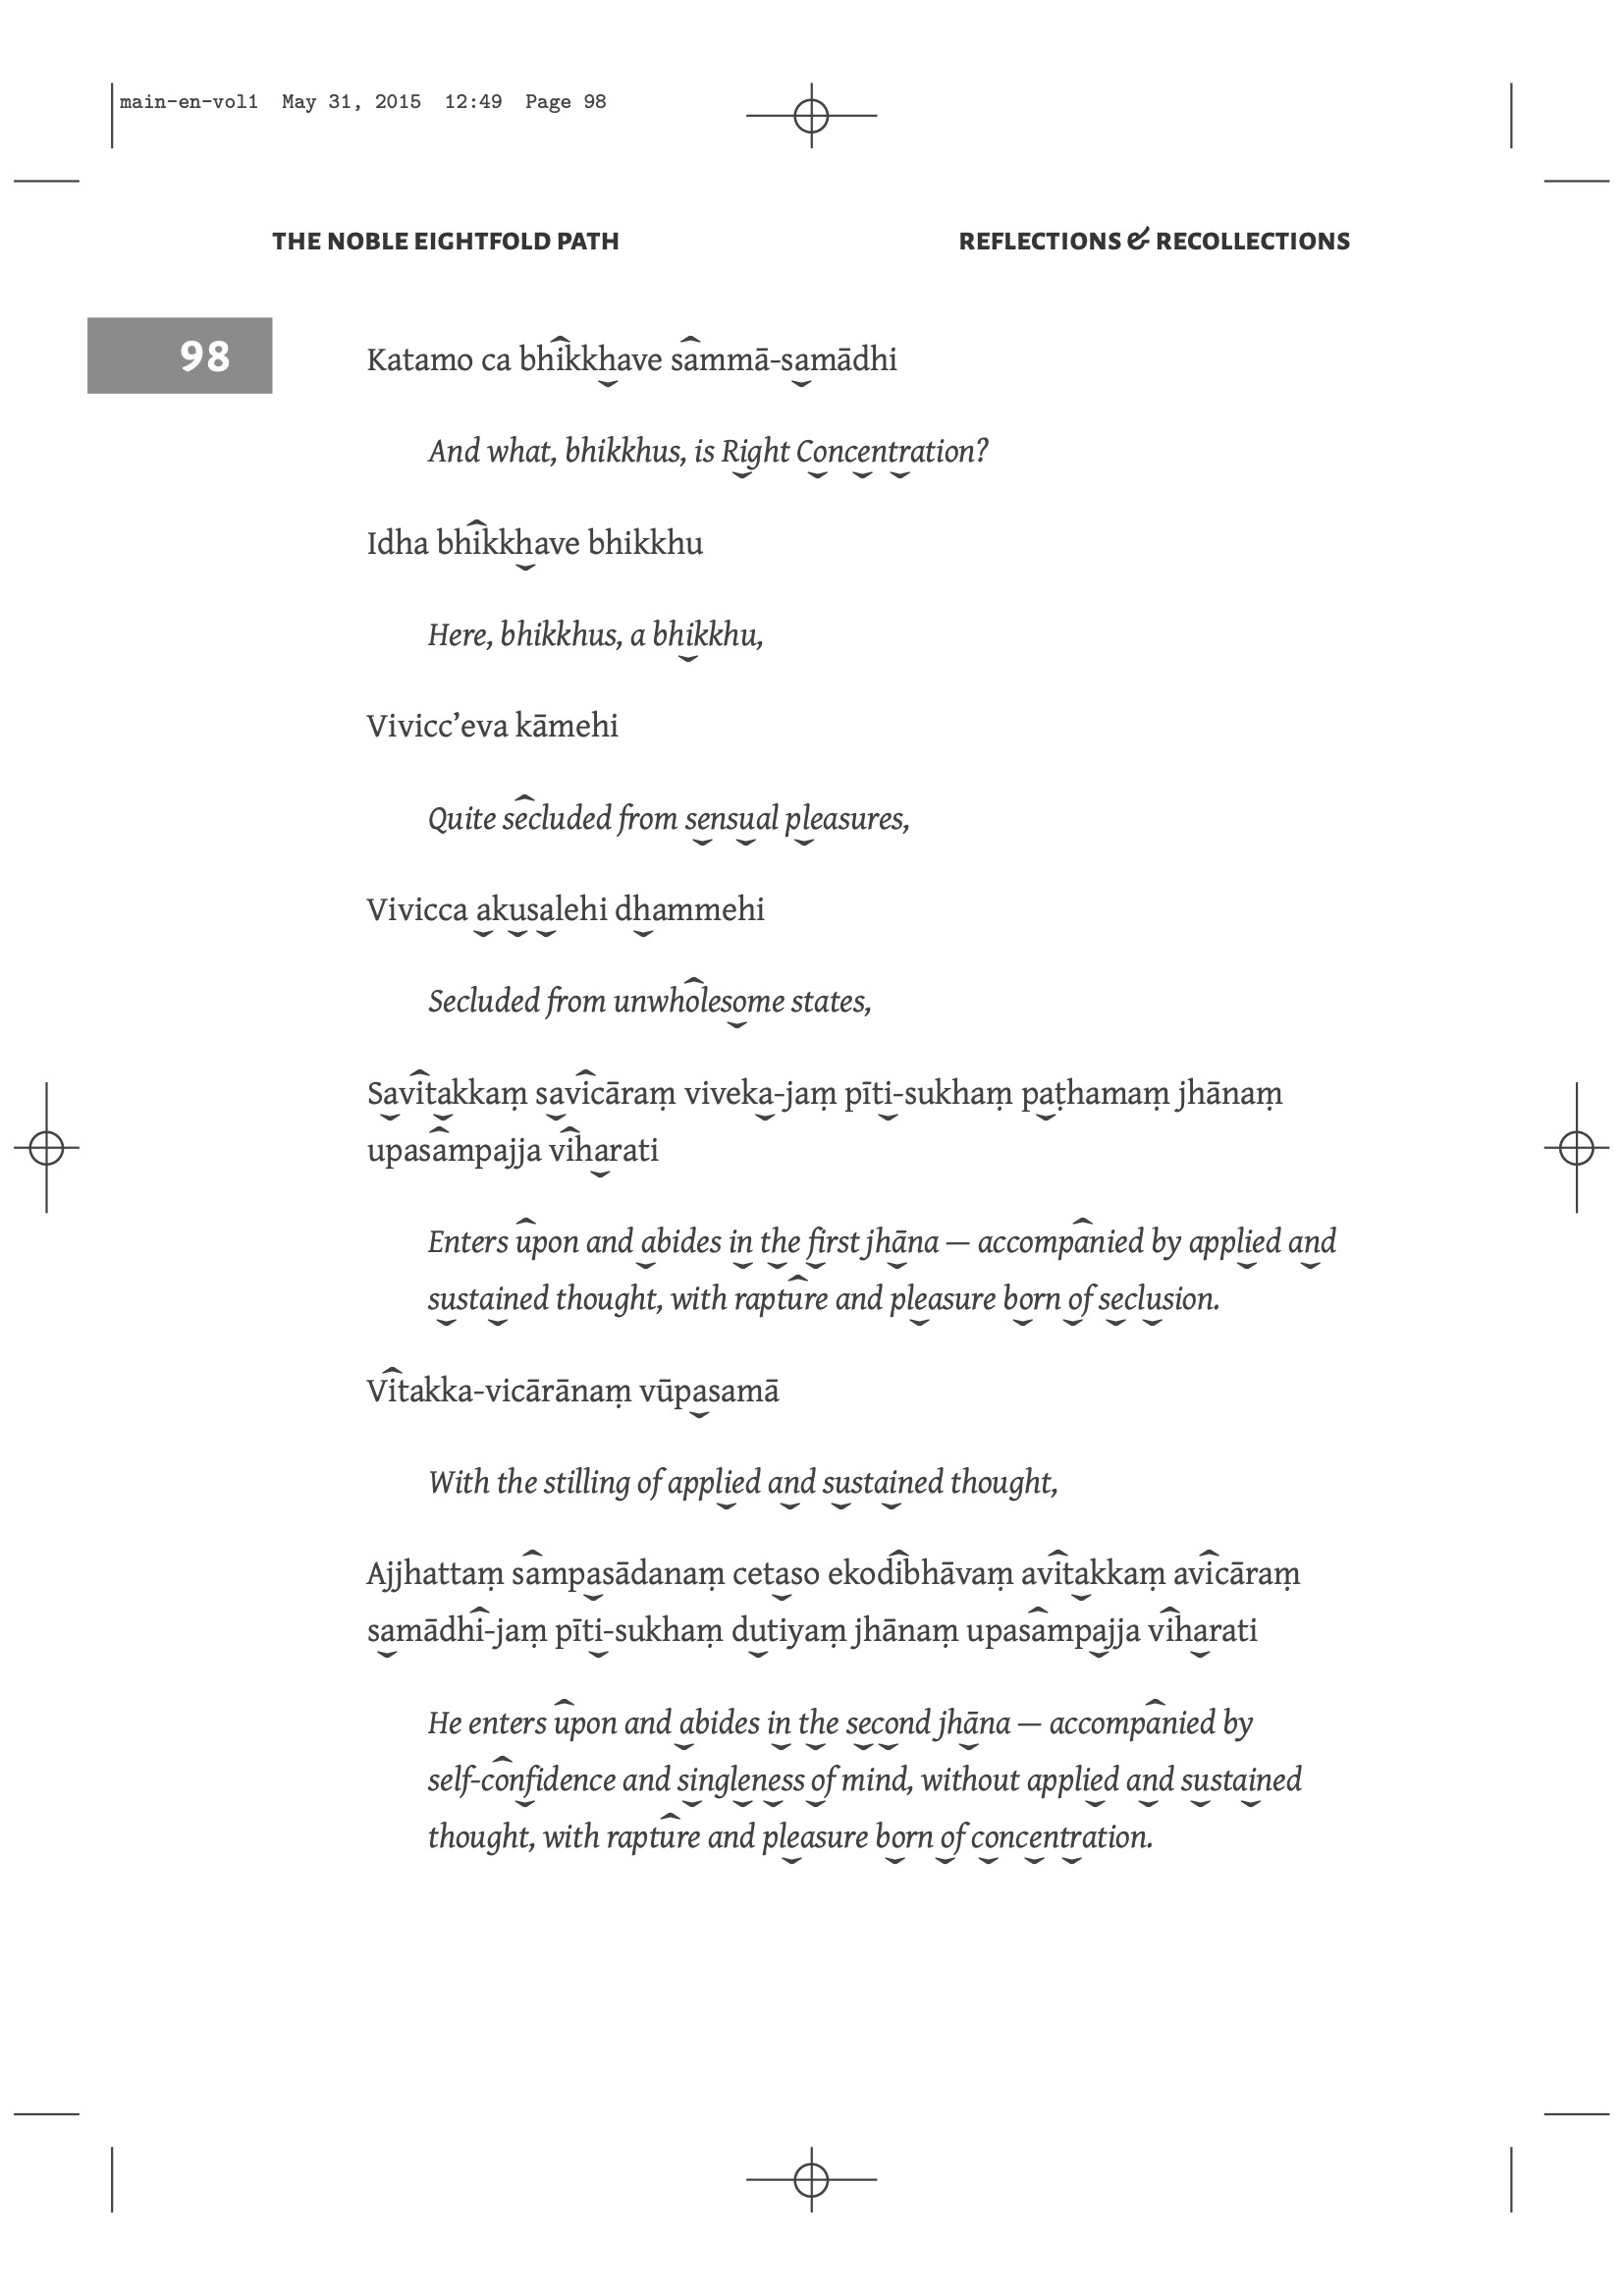 main-en-vol1 May 31, 2015 12:49 Page 98
THE NOBLE EIGHTFOLD PATH REFLECTIONS & RECOLLECTIONS
98
Katamo ca bhikkhave sammā-samādhi
And what, bhikkhus, is Right Concentration?
Idha bhikkhave bhikkhu
Here, bhikkhus, a bhikkhu,
Vivicc’eva kāmehi
Quite secluded from sensual pleasures,
Vivicca akusalehi dhammehi
Secluded from unwholesome states,
Savitakkaṃ savicāraṃ viveka-jaṃ pīti-sukhaṃ paṭhamaṃ jhānaṃ
upasampajja viharati
Enters upon and abides in the first jhāna — accompanied by applied and
sustained thought, with rapture and pleasure born of seclusion.
Vitakka-vicārānaṃ vūpasamā
With the stilling of applied and sustained thought,
Ajjhattaṃ sampasādanaṃ cetaso ekodibhāvaṃ avitakkaṃ avicāraṃ
samādhi-jaṃ pīti-sukhaṃ dutiyaṃ jhānaṃ upasampajja viharati
He enters upon and abides in the second jhāna — accompanied by
self-confidence and singleness of mind, without applied and sustained
thought, with rapture and pleasure born of concentration.